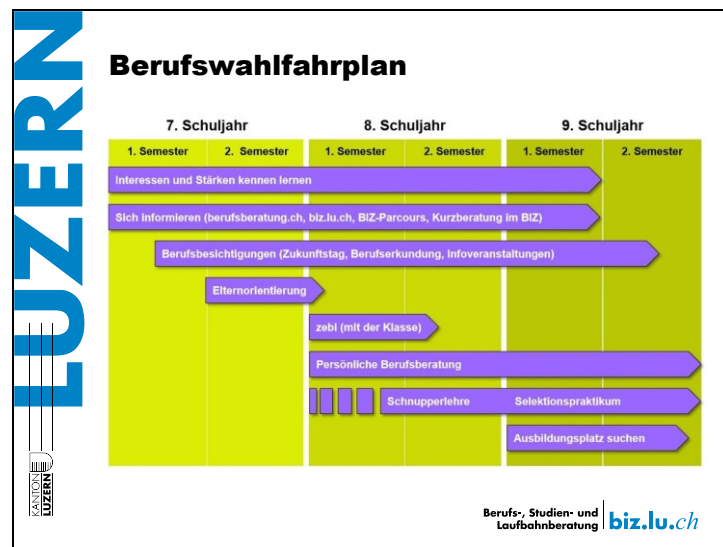 LUZERN
Berufswahlfahrplan
7. Schuljahr 8. Schuljahr 9. Schuljahr
1. Semester 2. Semester 1. Semester 2. Semester 1. Semester 2. Semester
Interessen und Stärken kennen lernen
Sich informieren (berufsberatung.ch, biz.lu.ch, BIZ-Parcours, Kurzberatung im BIZ)
Berufsbesichtigungen (Zukunftstag, Berufserkundung, Infoveranstaltungen)
Elternorientierung
zebi (mit der Klasse)
Persönliche Berufsberatung
Schnupperlehre Selektionspraktikum
Ausbildungsplatz suchen
KANTON
LUZERN
Berufs-, Studien- und
Laufbahnberatung
biz.lu.ch